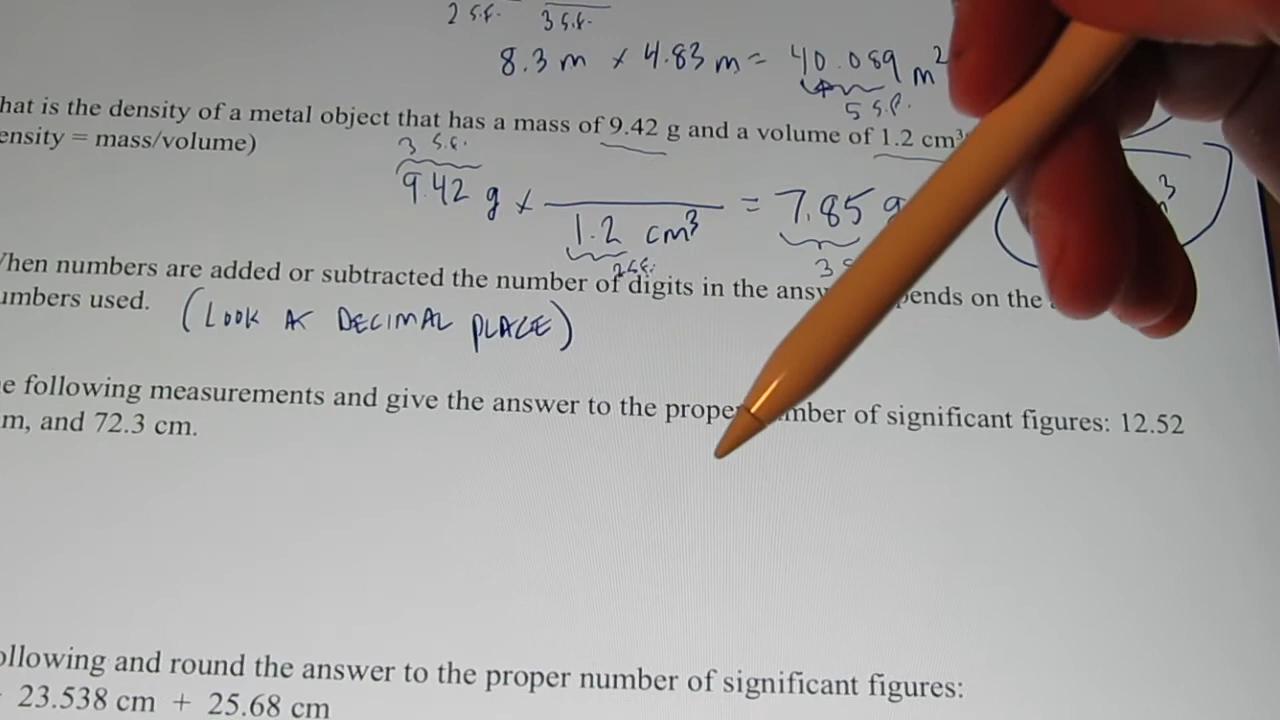 2 s.f. 3 s.f.
8.3 m × 4.83 m = 40.089 m²
hat is the density of a metal object that has a mass of 9.42 g and a volume of 1.2 cm³
ensity = mass/volume)
3 s.f.
5 s.f.
9.42 g × 1.2 cm³ = 7.85 g
2 s.f.
3 s
When numbers are added or subtracted the number of digits in the answ pends on the
umbers used. (LOOK AT DECIMAL PLACE)
e following measurements and give the answer to the proper number of significant figures: 12.52
m, and 72.3 cm.
ollowing and round the answer to the proper number of significant figures:
23.538 cm + 25.68 cm